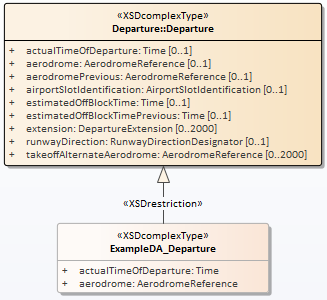 «XSDcomplexType»
Departure::Departure
+ actualTimeOfDeparture: Time [0..1]
+ aerodrome: AerodromeReference [0..1]
+ aerodromePrevious: AerodromeReference [0..1]
+ airportSlotIdentification: AirportSlotIdentification [0..1]
+ estimatedOffBlockTime: Time [0..1]
+ estimatedOffBlockTimePrevious: Time [0..1]
+ extension: DepartureExtension [0..2000]
+ runwayDirection: RunwayDirectionDesignator [0..1]
+ takeoffAlternateAerodrome: AerodromeReference [0..2000]
«XSDrestriction»
«XSDcomplexType»
ExampleDA_Departure
+ actualTimeOfDeparture: Time
+ aerodrome: AerodromeReference